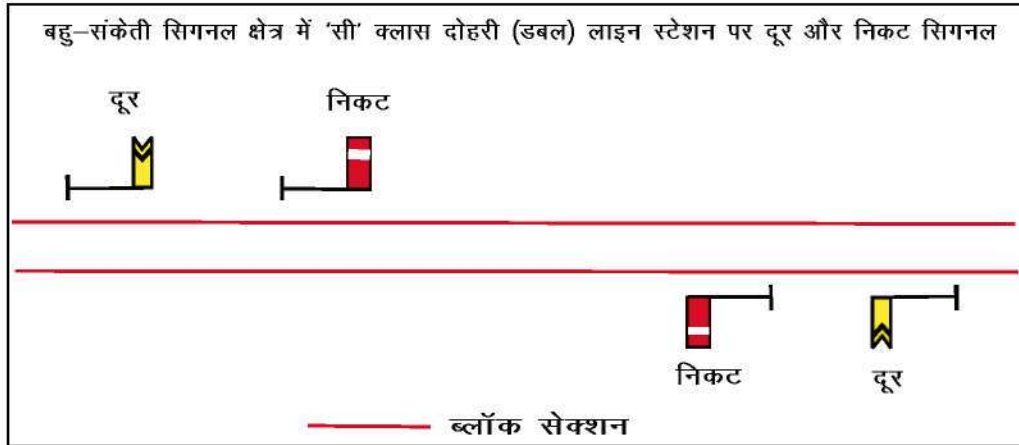 बहु–संकेती सिगनल क्षेत्र में 'सी' क्लास दोहरी (डबल) लाइन स्टेशन पर दूर और निकट सिगनल
दूर निकट
निकट दूर
ब्लॉक सेक्शन